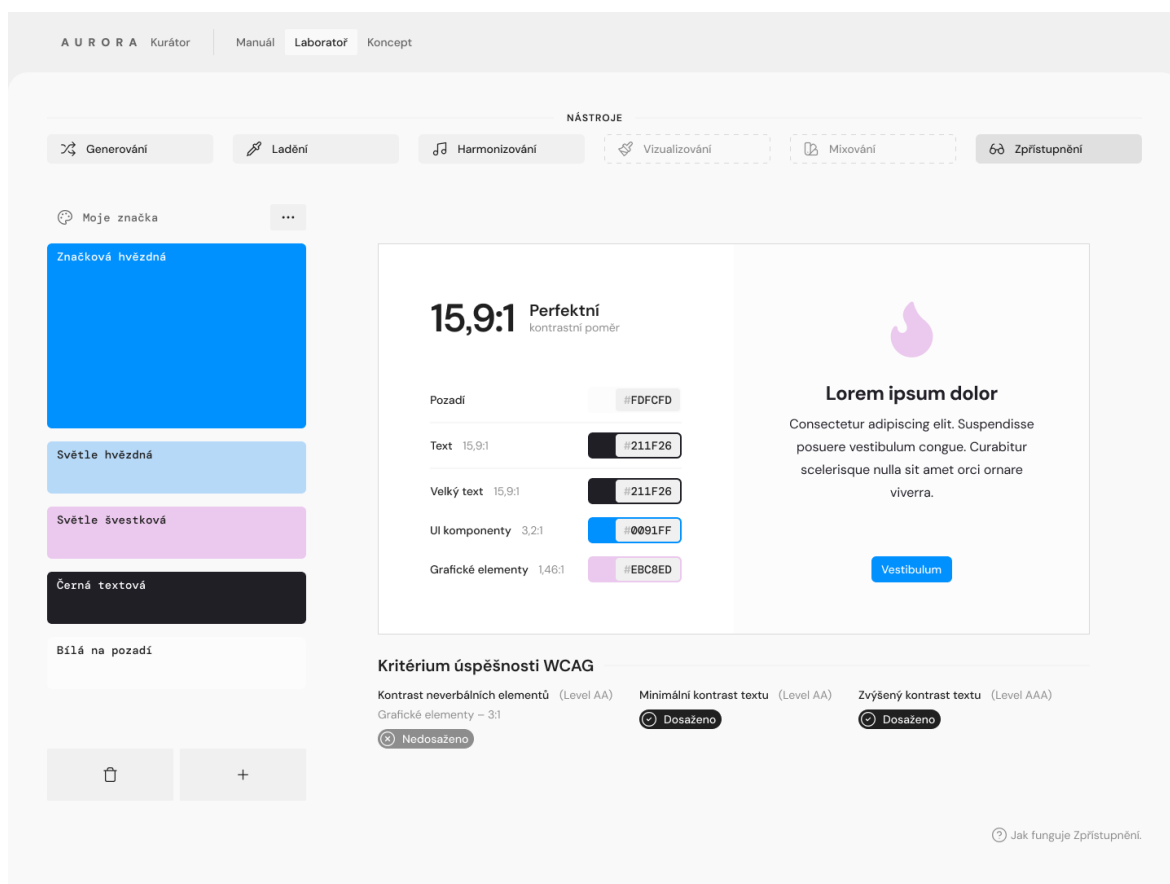 AURORA Kurátor Manuál Laboratoř Koncept
NÁSTROJE
Generování Ladění Harmonizování Vizualizování Mixování Zpřístupnění
Moje značka
Značková hvězdná
Světle hvězdná
Světle švestková
Černá textová
Bílá na pozadí
15,9:1 Perfektní
kontrastní poměr
Pozadí #FDFCFD
Text 15,9:1 #211F26
Velký text 15,9:1 #211F26
UI komponenty 3,2:1 #0091FF
Grafické elementy 1,46:1 #EBC8ED
Lorem ipsum dolor
Consectetur adipiscing elit. Suspendisse
posuere vestibulum congue. Curabitur
scelerisque nulla sit amet orci ornare
viverra.
Vestibulum
Kritérium úspěšnosti WCAG
Kontrast neverbálních elementů (Level AA)
Grafické elementy – 3:1
Nedosaženo
Minimální kontrast textu (Level AA)
Dosaženo
Zvýšený kontrast textu (Level AAA)
Dosaženo
Jak funguje Zpřístupnění.